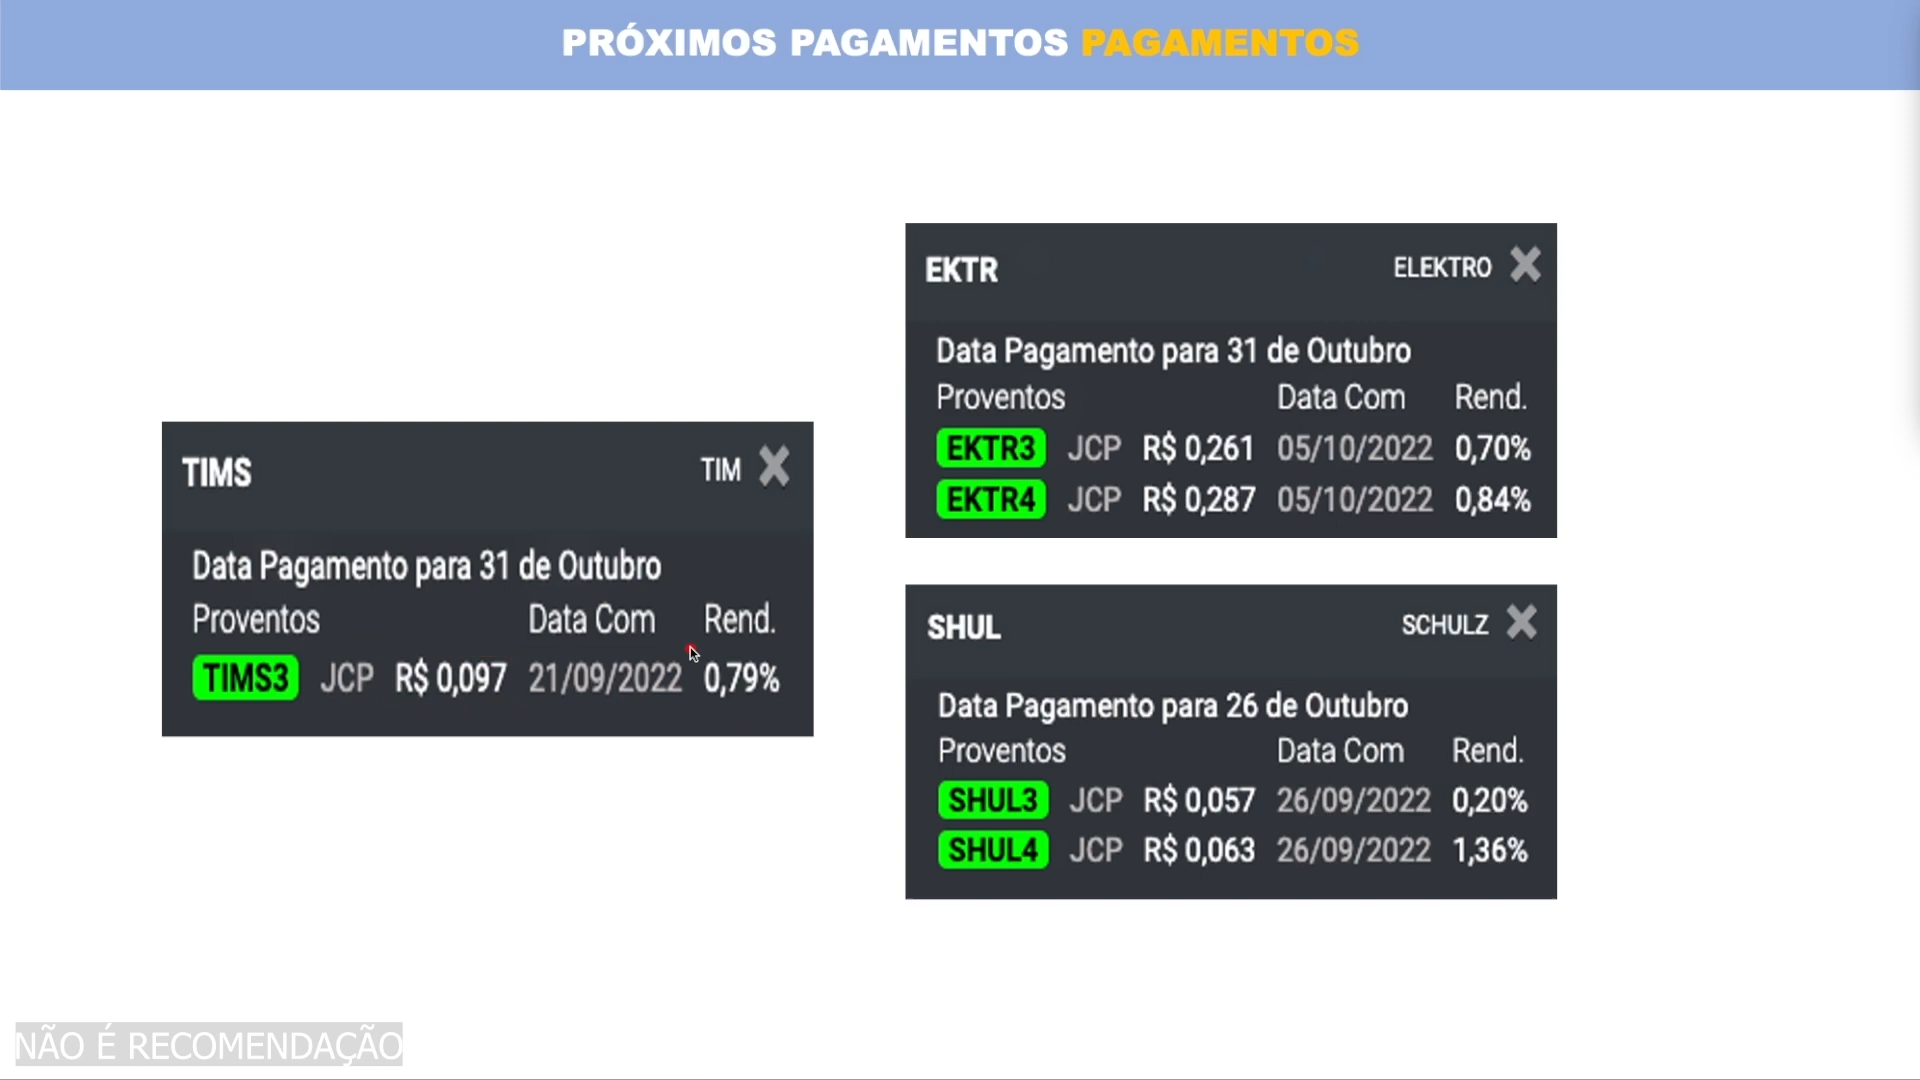 PRÓXIMOS PAGAMENTOS PAGAMENTOS
TIMS TIM
Data Pagamento para 31 de Outubro
Proventos Data Com Rend.
TIMS3 JCP R$ 0,097 21/09/2022 0,79%
EKTR ELEKTRO
Data Pagamento para 31 de Outubro
Proventos Data Com Rend.
EKTR3 JCP R$ 0,261 05/10/2022 0,70%
EKTR4 JCP R$ 0,287 05/10/2022 0,84%
SHUL SCHULZ
Data Pagamento para 26 de Outubro
Proventos Data Com Rend.
SHUL3 JCP R$ 0,057 26/09/2022 0,20%
SHUL4 JCP R$ 0,063 26/09/2022 1,36%
NÃO É RECOMENDAÇÃO